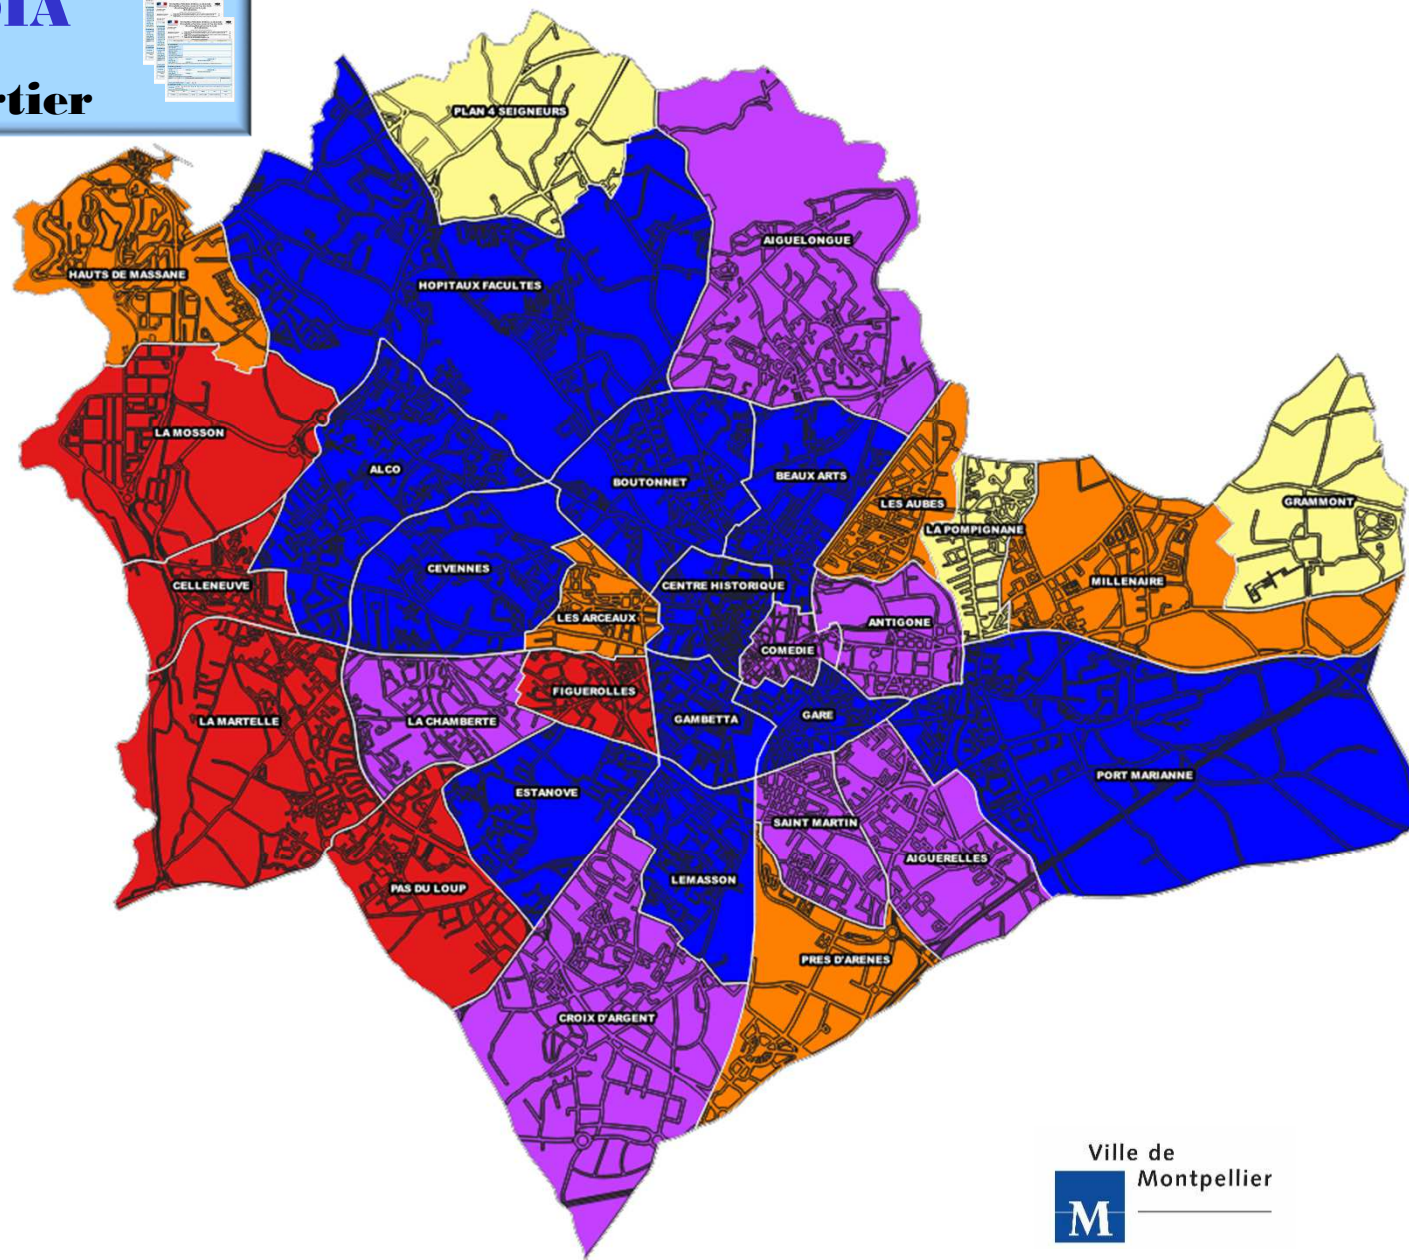 IA
rtier
PLAN 4 SEIGNEURS
AIGUELONGUE
HAUTS DE MASSANE
HOPITAUX FACULTES
LA MOSSON
ALCO
BOUTONNET
BEAUX ARTS
LES AUBES
GRAMMONT
LA POMPIGNANE
CEVENNES
CELLENEUVE
CENTRE HISTORIQUE
MILLENAIRE
LES ARCEAUX
ANTIGONE
COMEDIE
FIGUEROLLES
LA MARTELLE
LA CHAMBERTE
GAMBETTA
GARE
PORT MARIANNE
ESTANOVE
SAINT MARTIN
AIGUERELLES
PAS DU LOUP
LEMASSON
PRES D'ARENES
CROIX D'ARGENT
Ville de
Montpellier
M